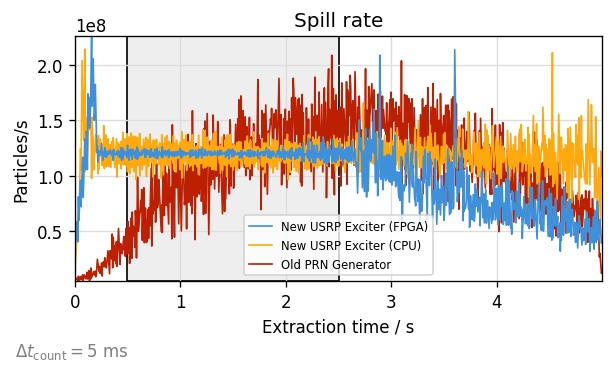 Spill rate
1e8
Particles/s
2.0
1.5
1.0
0.5
New USRP Exciter (FPGA)
New USRP Exciter (CPU)
Old PRN Generator
0 1 2 3 4
Extraction time / s
Δt_count = 5 ms